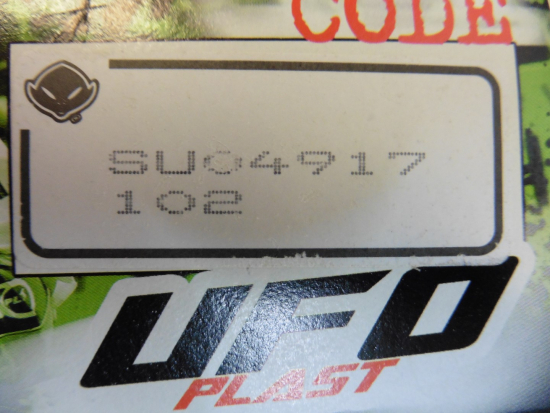 CODE
SU04917
102
UFO
PLAST